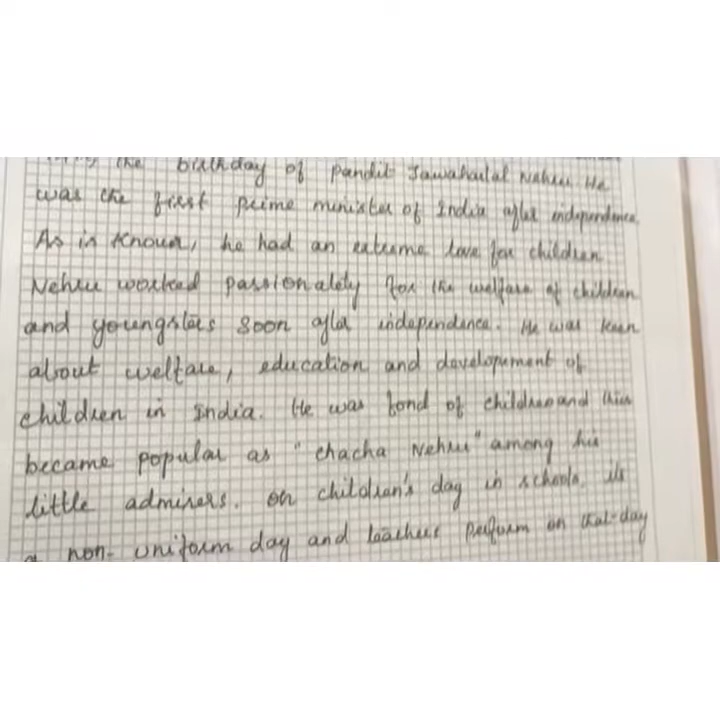 the birthday of Pandit Jawaharlal Nehru. He
was the first prime minister of India after independence.
As is known, he had an extreme love for children
Nehru worked passionately for the welfare of children
and youngsters soon after independence. He was keen
about welfare, education and developement of
children in India. He was fond of children and thus
became popular as "chacha Nehru" among his
little admirers. On children's day in schools, its
a non-uniform day and teachers perform on that day